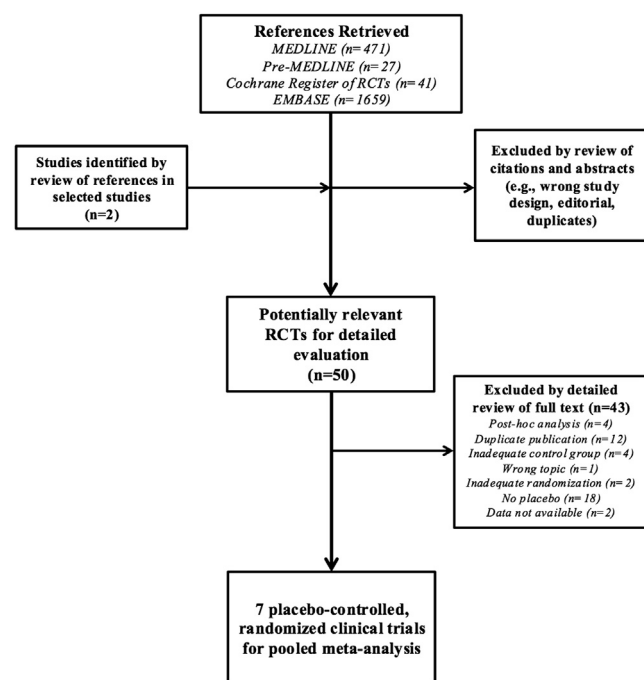 References Retrieved
MEDLINE (n=471)
Pre-MEDLINE (n=27)
Cochrane Register of RCTs (n=41)
EMBASE (n=1659)
Studies identified by
review of references in
selected studies
(n=2)
Excluded by review of
citations and abstracts
(e.g., wrong study
design, editorial,
duplicates)
Potentially relevant
RCTs for detailed
evaluation
(n=50)
Excluded by detailed
review of full text (n=43)
Post-hoc analysis (n=4)
Duplicate publication (n=12)
Inadequate control group (n=4)
Wrong topic (n=1)
Inadequate randomization (n=2)
No placebo (n=18)
Data not available (n=2)
7 placebo-controlled,
randomized clinical trials
for pooled meta-analysis